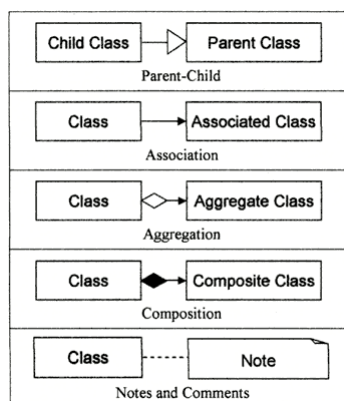 Child Class Parent Class
Parent-Child
Class Associated Class
Association
Class Aggregate Class
Aggregation
Class Composite Class
Composition
Class Note
Notes and Comments